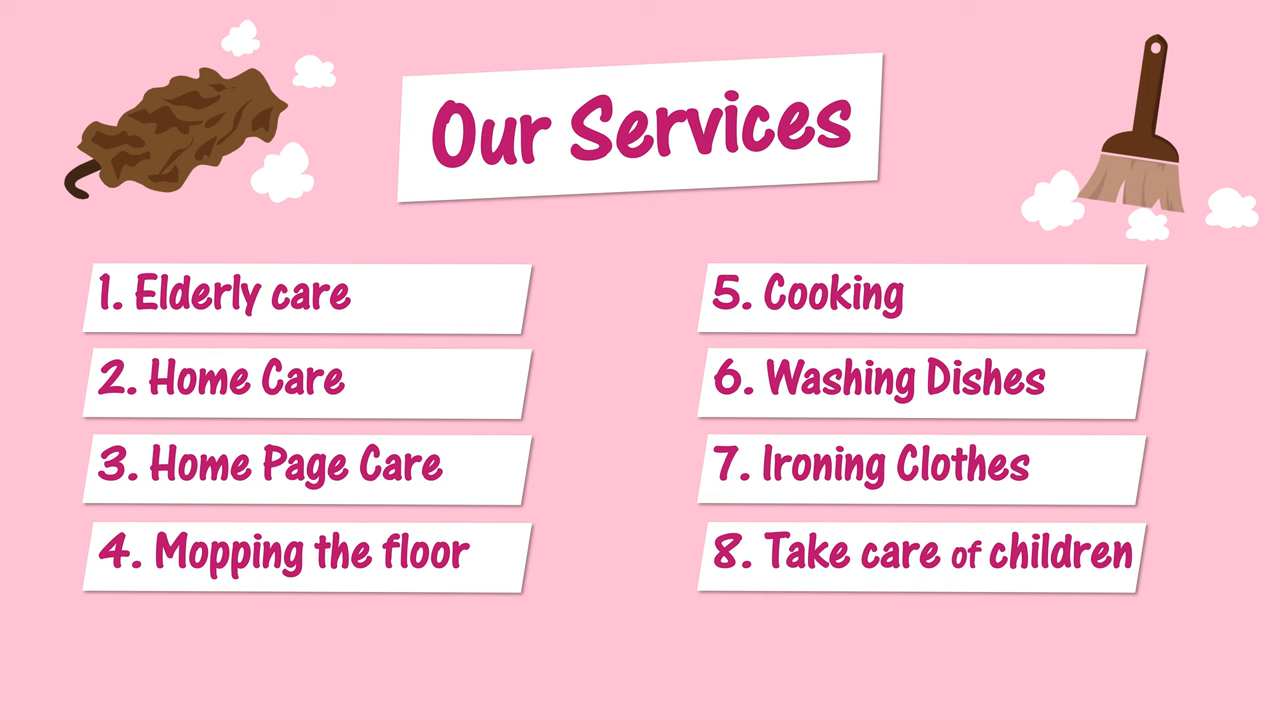 Our Services
1. Elderly care
2. Home Care
3. Home Page Care
4. Mopping the floor
5. Cooking
6. Washing Dishes
7. Ironing Clothes
8. Take care of children